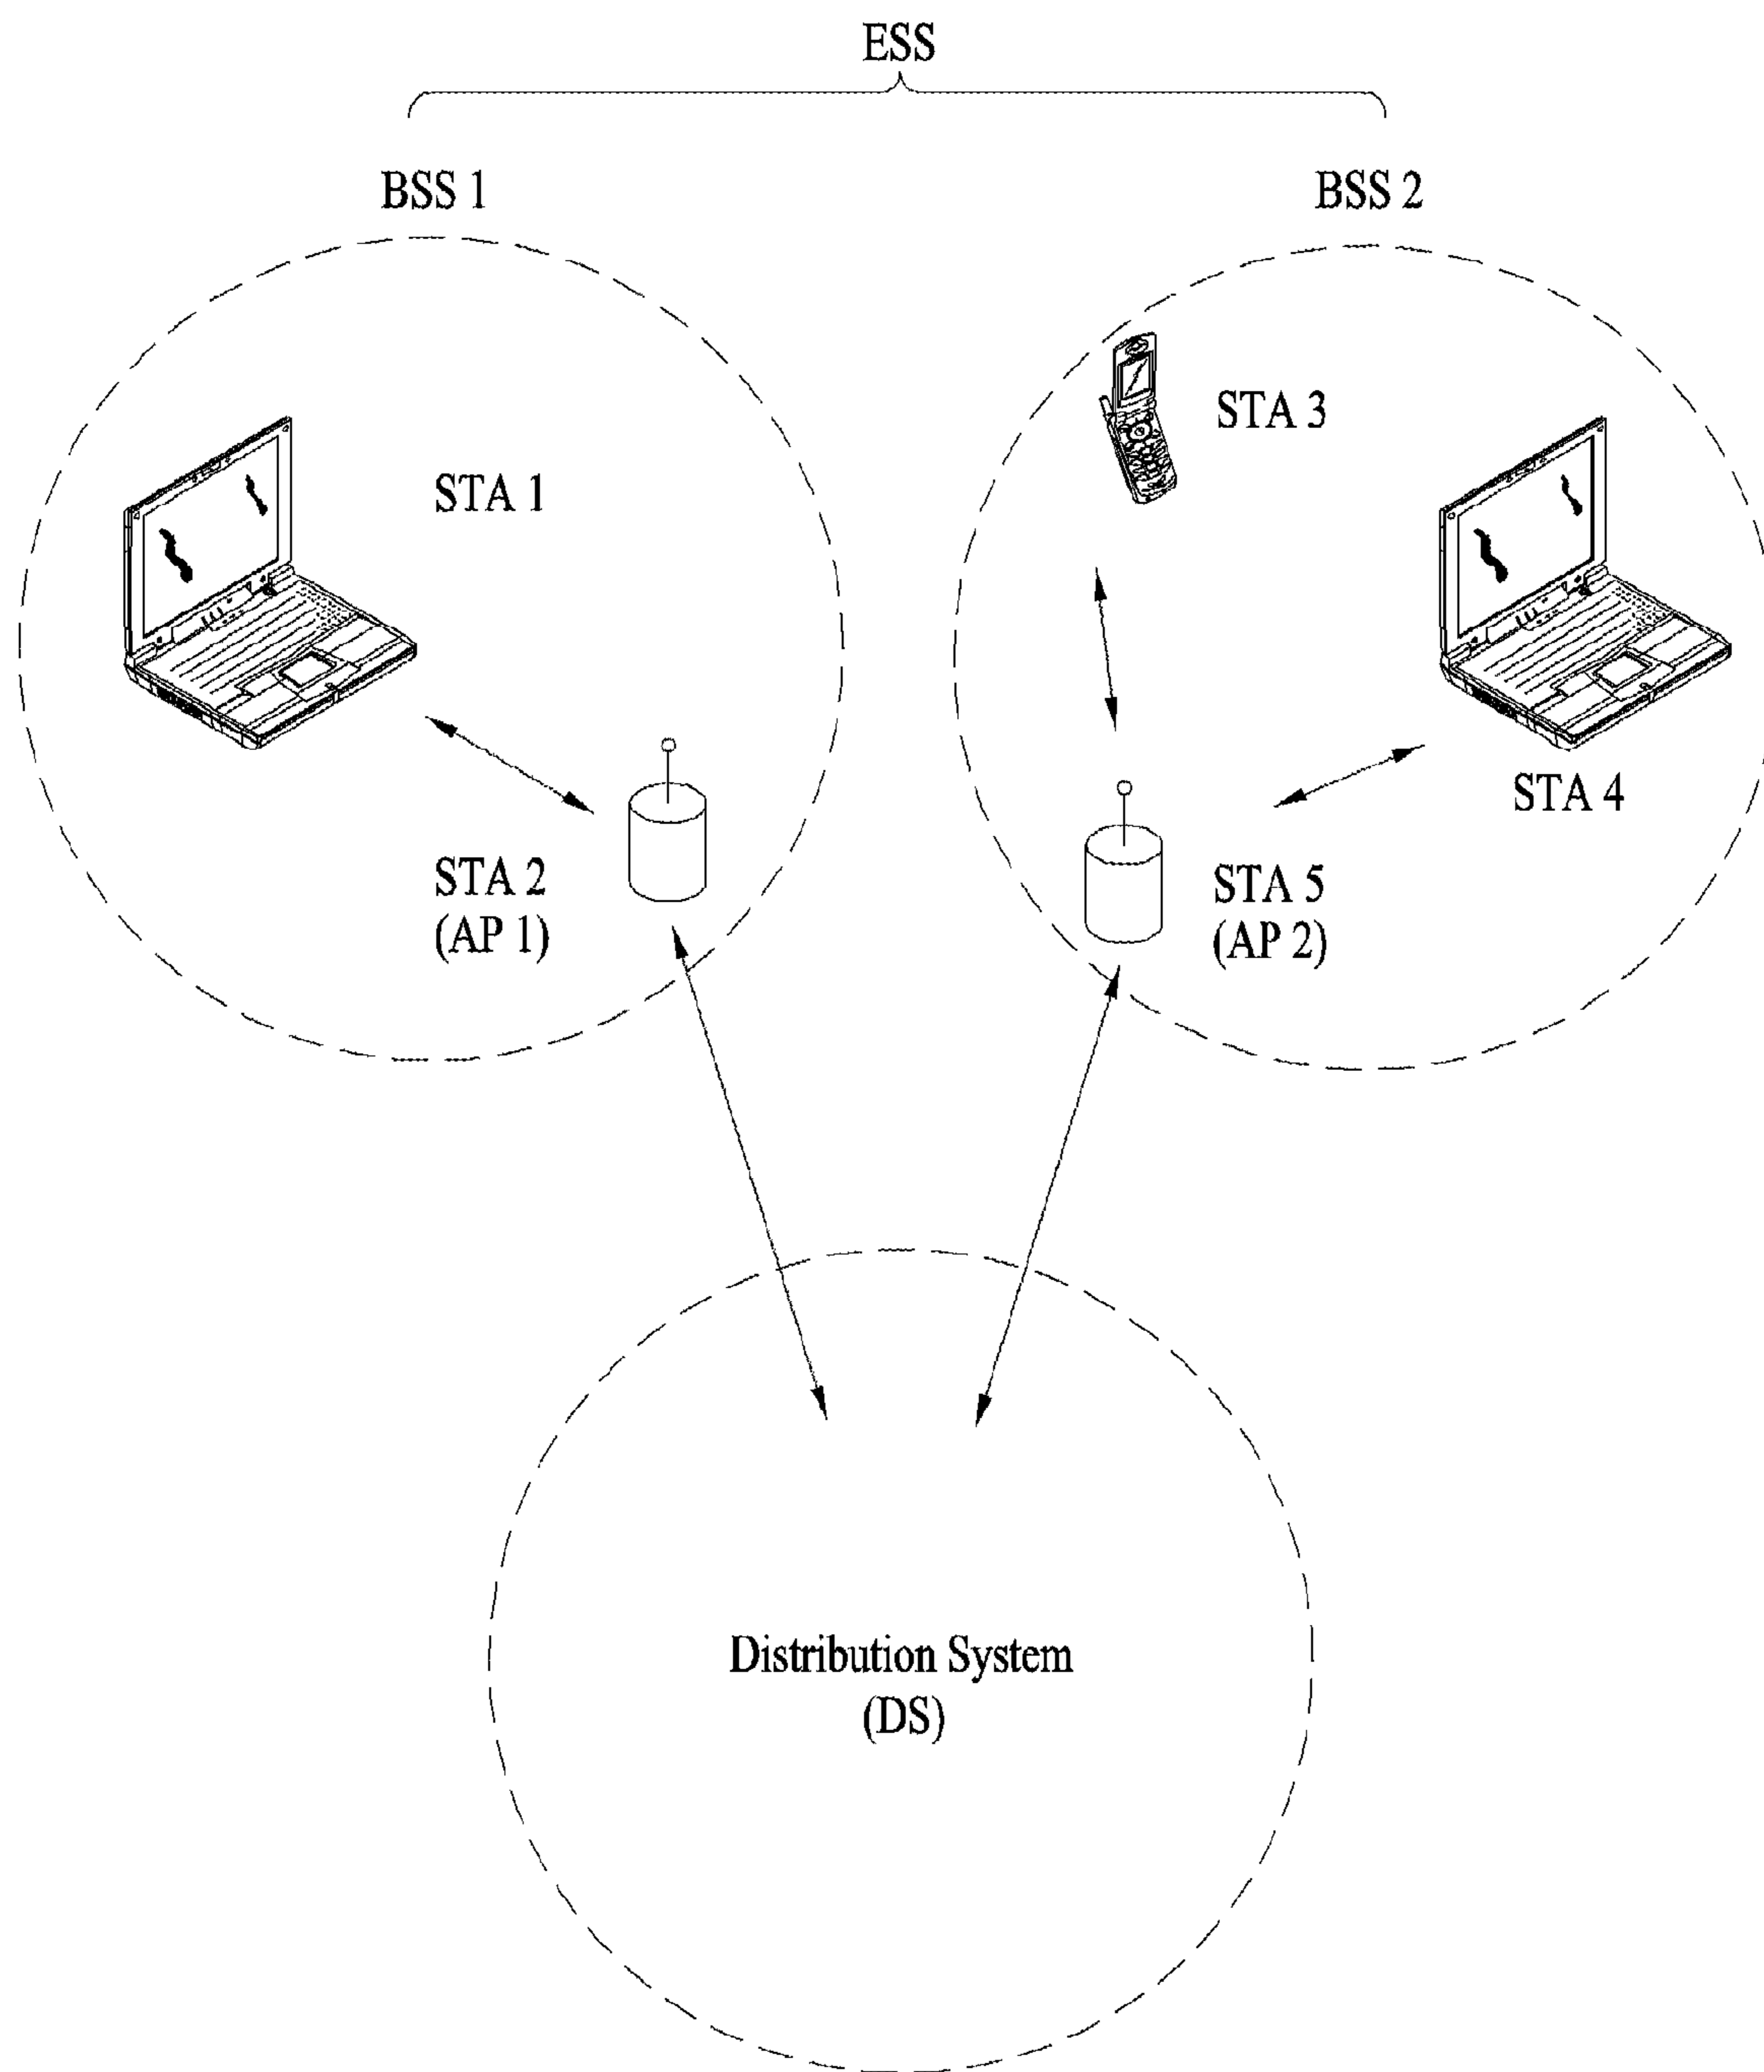 ESS
BSS 1
BSS 2
STA 1
STA 3
STA 4
STA 2
(AP 1)
STA 5
(AP 2)
Distribution System
(DS)